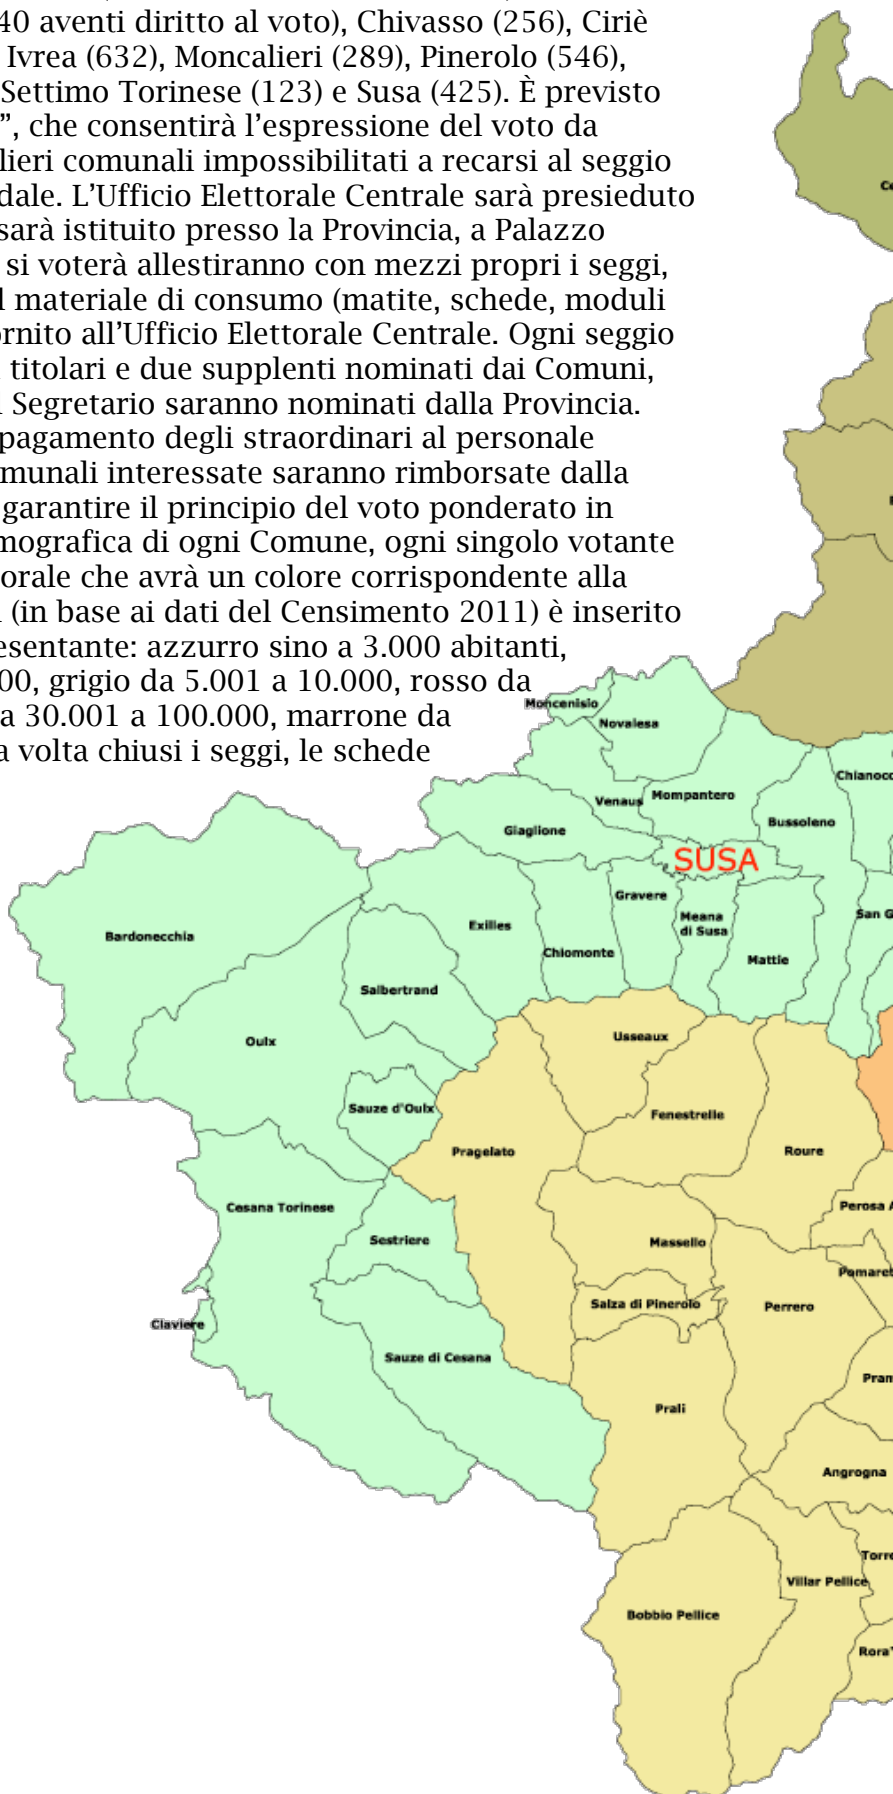 40 aventi diritto al voto), Chivasso (256), Ciriè
Ivrea (632), Moncalieri (289), Pinerolo (546),
Settimo Torinese (123) e Susa (425). È previsto
”, che consentirà l’espressione del voto da
lieri comunali impossibilitati a recarsi al seggio
dale. L’Ufficio Elettorale Centrale sarà presieduto
sarà istituito presso la Provincia, a Palazzo
si voterà allestiranno con mezzi propri i seggi,
l materiale di consumo (matite, schede, moduli
ornito all’Ufficio Elettorale Centrale. Ogni seggio
titolari e due supplenti nominati dai Comuni,
i Segretario saranno nominati dalla Provincia.
pagamento degli straordinari al personale
munali interessate saranno rimborsate dalla
garantire il principio del voto ponderato in
mografica di ogni Comune, ogni singolo votante
orale che avrà un colore corrispondente alla
(in base ai dati del Censimento 2011) è inserito
esentante: azzurro sino a 3.000 abitanti,
00, grigio da 5.001 a 10.000, rosso da
a 30.001 a 100.000, marrone da
a volta chiusi i seggi, le schede
Ce
Moncenisio
Novalesa
Chianoc
Venaus
Mompantero
Bussoleno
Giaglione
SUSA
Gravere
Meana
di Susa
San G
Exilles
Bardonecchia
Chiomonte
Mattie
Salbertrand
Oulx
Usseaux
Sauze d'Oulx
Fenestrelle
Pragelato
Roure
Cesana Torinese
Perosa A
Sestriere
Massello
Pomaret
Salza di Pinerolo
Perrero
Claviere
Sauze di Cesana
Pram
Prali
Angrogna
Torre
Villar Pellice
Bobbio Pellice
Rora'